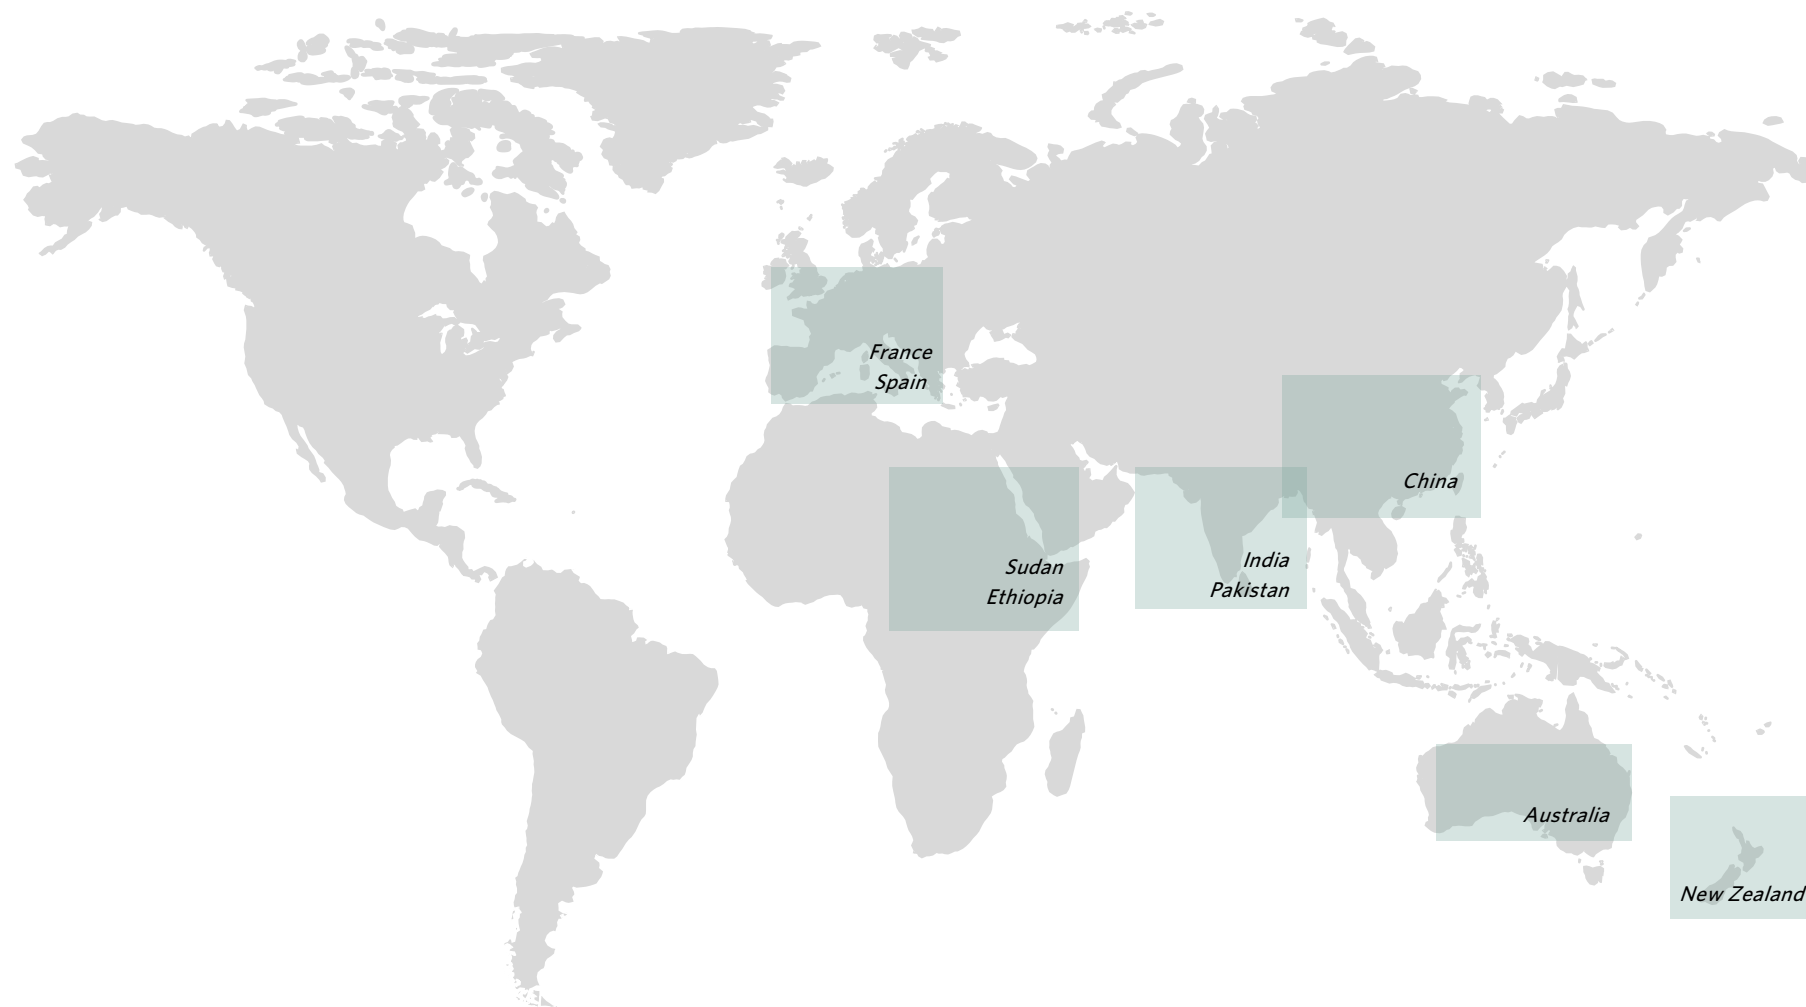 France
Spain
China
India
Pakistan
Sudan
Ethiopia
Australia
New Zealand